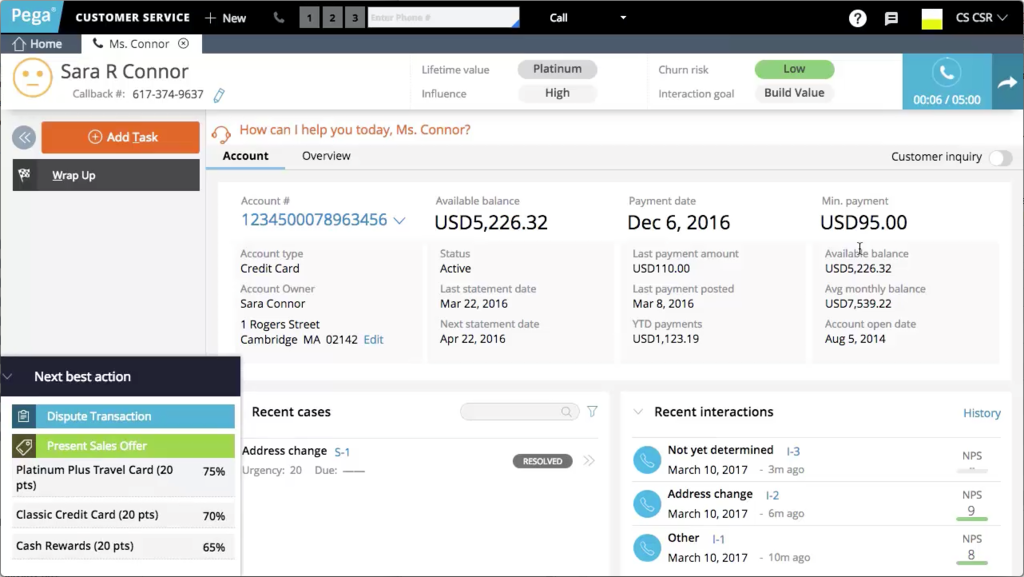 Pega CUSTOMER SERVICE + New 1 2 3 Enter Phone # Call ? CS CSR
Home Ms. Connor
Sara R Connor
Callback #: 617-374-9637
Lifetime value Platinum
Influence High
Churn risk Low
Interaction goal Build Value
00:06 / 05:00
Add Task
Wrap Up
How can I help you today, Ms. Connor?
Account Overview
Customer inquiry
Account #
1234500078963456
Available balance
USD5,226.32
Payment date
Dec 6, 2016
Min. payment
USD95.00
Account type
Credit Card
Account Owner
Sara Connor
1 Rogers Street
Cambridge MA 02142 Edit
Status
Active
Last statement date
Mar 22, 2016
Next statement date
Apr 22, 2016
Last payment amount
USD110.00
Last payment posted
Mar 8, 2016
YTD payments
USD1,123.19
Available balance
USD5,226.32
Avg monthly balance
USD7,539.22
Account open date
Aug 5, 2014
Next best action
Dispute Transaction
Present Sales Offer
Platinum Plus Travel Card (20 75%
pts)
Classic Credit Card (20 pts) 70%
Cash Rewards (20 pts) 65%
Recent cases
Address change S-1
Urgency: 20 Due: -----
RESOLVED
Recent interactions History
Not yet determined I-3 NPS
March 10, 2017 - 3m ago --
Address change I-2 NPS
March 10, 2017 - 6m ago 9
Other I-1 NPS
March 10, 2017 - 10m ago 8